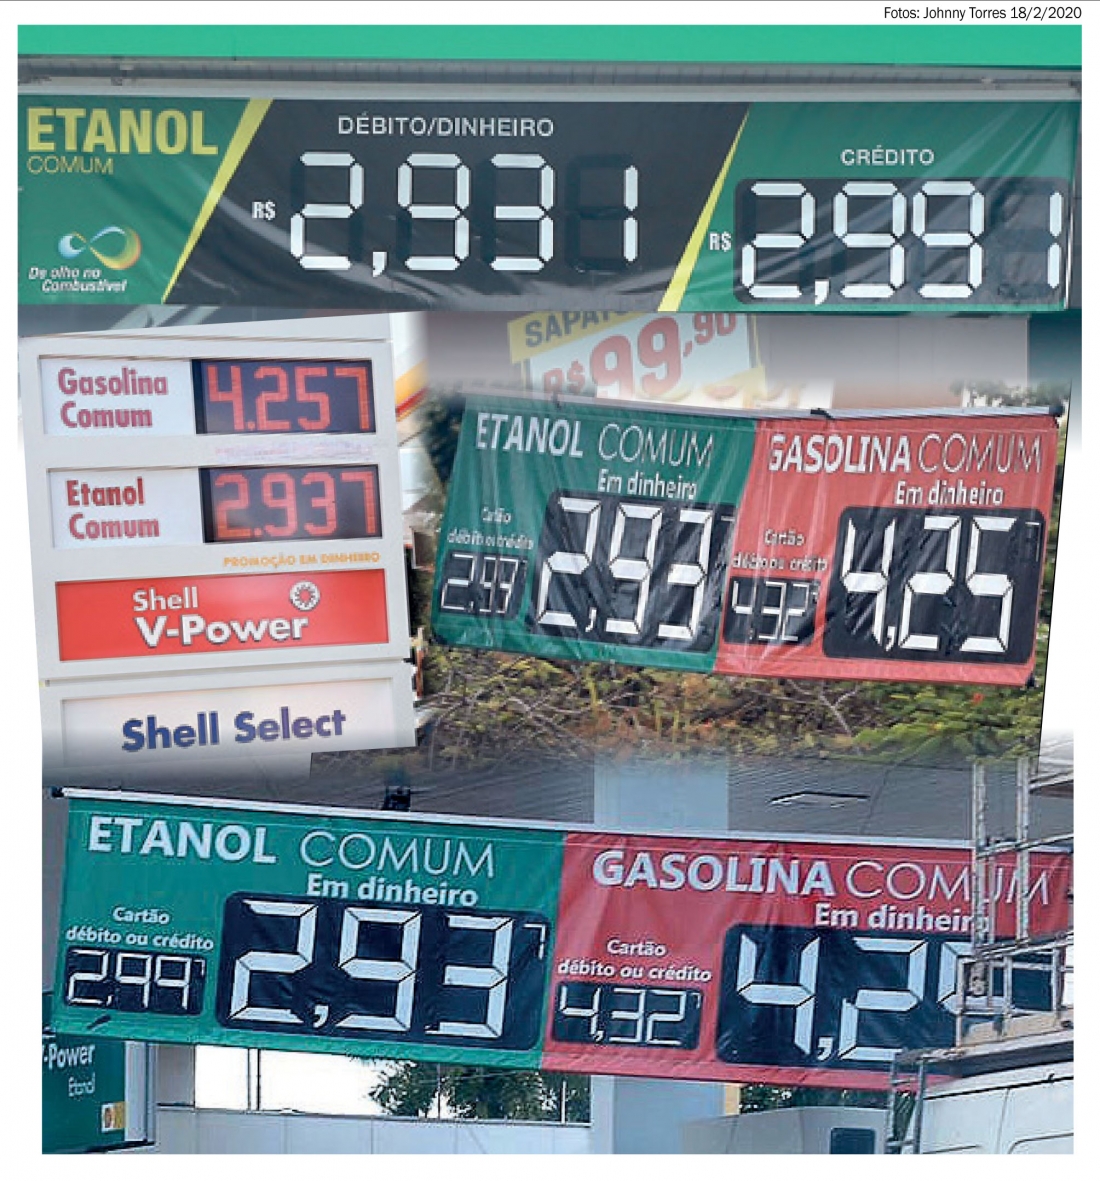 Fotos: Johnny Torres 18/2/2020
ETANOL
COMUM
DÉBITO/DINHEIRO
R$ 2,931
CRÉDITO
R$ 2,991
De olho no
Combustível
Gasolina
Comum
4.257
Etanol
Comum
2.937
PROMOÇÃO EM DINHEIRO
Shell
V-Power
Shell Select
R$ 99,90
ETANOL COMUM
Em dinheiro
Cartão
débito ou crédito
2,99
2,93
GASOLINA COMUM
Em dinheiro
Cartão
débito ou crédito
4,32
4,25
ETANOL COMUM
Em dinheiro
Cartão
débito ou crédito
2,99
2,937
GASOLINA COMUM
Em dinheiro
Cartão
débito ou crédito
4,32
4,2
V-Power
Etanol